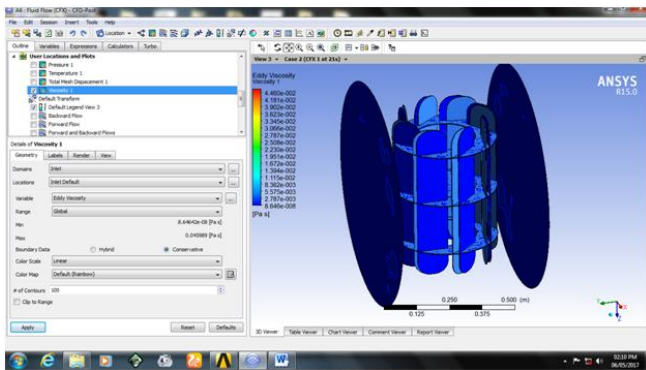 A6 : Fluid Flow (CFX) - CFD-Post
File Edit Session Insert Tools Help
Location
Outline Variables Expressions Calculators Turbo
User Locations and Plots
Pressure 1
Temperature 1
Total Mesh Dispacement 1
Viscosity 1
Default Transform
Default Legend View 3
Backward Flow
Forward Flow
Forward and Backward Flows
Details of Viscosity 1
Geometry Labels Render View
Domains Inlet
Locations Inlet Default
Variable Eddy Viscosity
Range Global
Min 8.64642e-08 [Pa s]
Max 0.045989 [Pa s]
Boundary Data Hybrid Conservative
Color Scale Linear
Color Map Default (Rainbow)
# of Contours 100
Clip to Range
Apply Reset Defaults
View 3 Case 2 (CFX 1 at 21s)
Eddy Viscosity
Viscosity 1
4.460e-002
4.181e-002
3.902e-002
3.623e-002
3.345e-002
3.066e-002
2.787e-002
2.508e-002
2.230e-002
1.951e-002
1.672e-002
1.394e-002
1.115e-002
8.362e-003
5.575e-003
2.787e-003
8.646e-008
[Pa s]
ANSYS
R15.0
0.250 0.500 (m)
0.125 0.375
3D Viewer Table Viewer Chart Viewer Comment Viewer Report Viewer
02:10 PM
06/05/2017